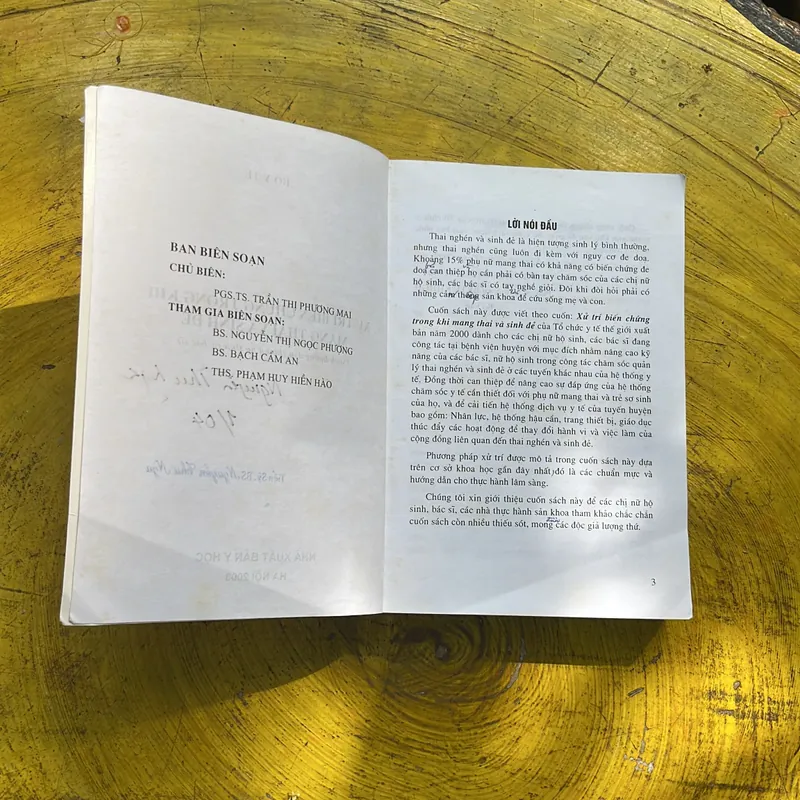 BAN BIÊN SOẠN
CHỦ BIÊN:
PGS.TS. TRẦN THỊ PHƯƠNG MAI
THAM GIA BIÊN SOẠN:
BS. NGUYỄN THỊ NGỌC PHƯỢNG
BS. BẠCH CẨM AN
THS. PHẠM HUY HIỀN HÀO
LỜI NÓI ĐẦU
Thai nghén và sinh đẻ là hiện tượng sinh lý bình thường,
nhưng thai nghén cũng luôn đi kèm với nguy cơ đe doạ.
Khoảng 15% phụ nữ mang thai có khả năng có biến chứng đe
doạ can thiệp họ cần phải có bàn tay chăm sóc của các chị nữ
hộ sinh, các bác sĩ có tay nghề giỏi. Đôi khi đòi hỏi phải có
những cảm thông sản khoa để cứu sống mẹ và con.
Cuốn sách này được viết theo cuốn: Xử trí biến chứng
trong khi mang thai và sinh đẻ của Tổ chức y tế thế giới xuất
bản năm 2000 dành cho các chị nữ hộ sinh, các bác sĩ đang
công tác tại bệnh viện huyện với mục đích nhằm nâng cao kỹ
năng của các bác sĩ, nữ hộ sinh trong công tác chăm sóc quản
lý thai nghén và sinh đẻ ở các tuyến khác nhau của hệ thống y
tế. Đồng thời can thiệp để nâng cao sự đáp ứng của hệ thống
chăm sóc y tế cần thiết đối với phụ nữ mang thai và trẻ sơ sinh
của họ, và để cải tiến hệ thống dịch vụ y tế của tuyến huyện
bao gồm: Nhân lực, hệ thống hậu cần, trang thiết bị, giáo dục
thúc đẩy các hoạt động để thay đổi hành vi và việc làm của
cộng đồng liên quan đến thai nghén và sinh đẻ.
Phương pháp xử trí được mô tả trong cuốn sách này dựa
trên cơ sở khoa học gần đây nhất đó là các chuẩn mực và
hướng dẫn cho thực hành lâm sàng.
Chúng tôi xin giới thiệu cuốn sách này để các chị nữ hộ
sinh, bác sĩ, các nhà thực hành sản khoa tham khảo chắc chắn
cuốn sách còn nhiều thiếu sót, mong các độc giả lượng thứ.
3